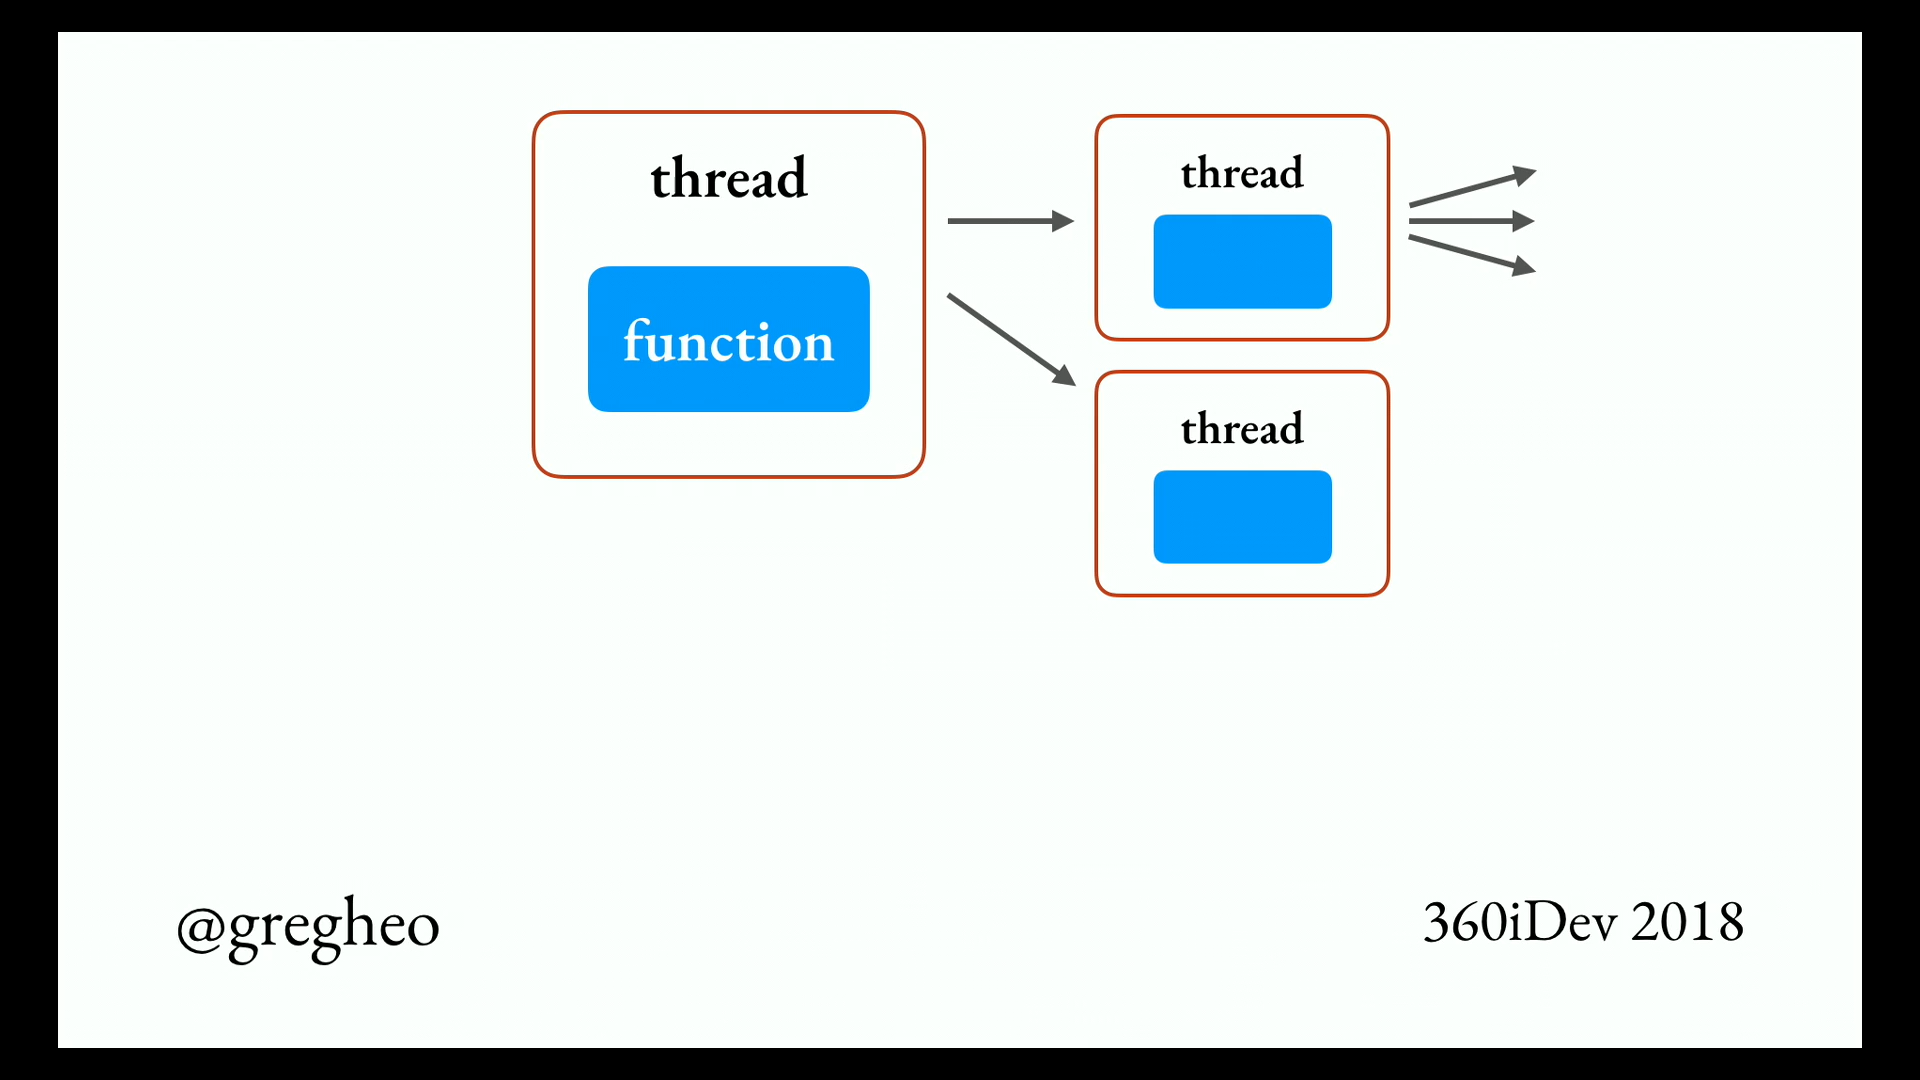 thread
function
thread
thread
@gregheo
360iDev 2018